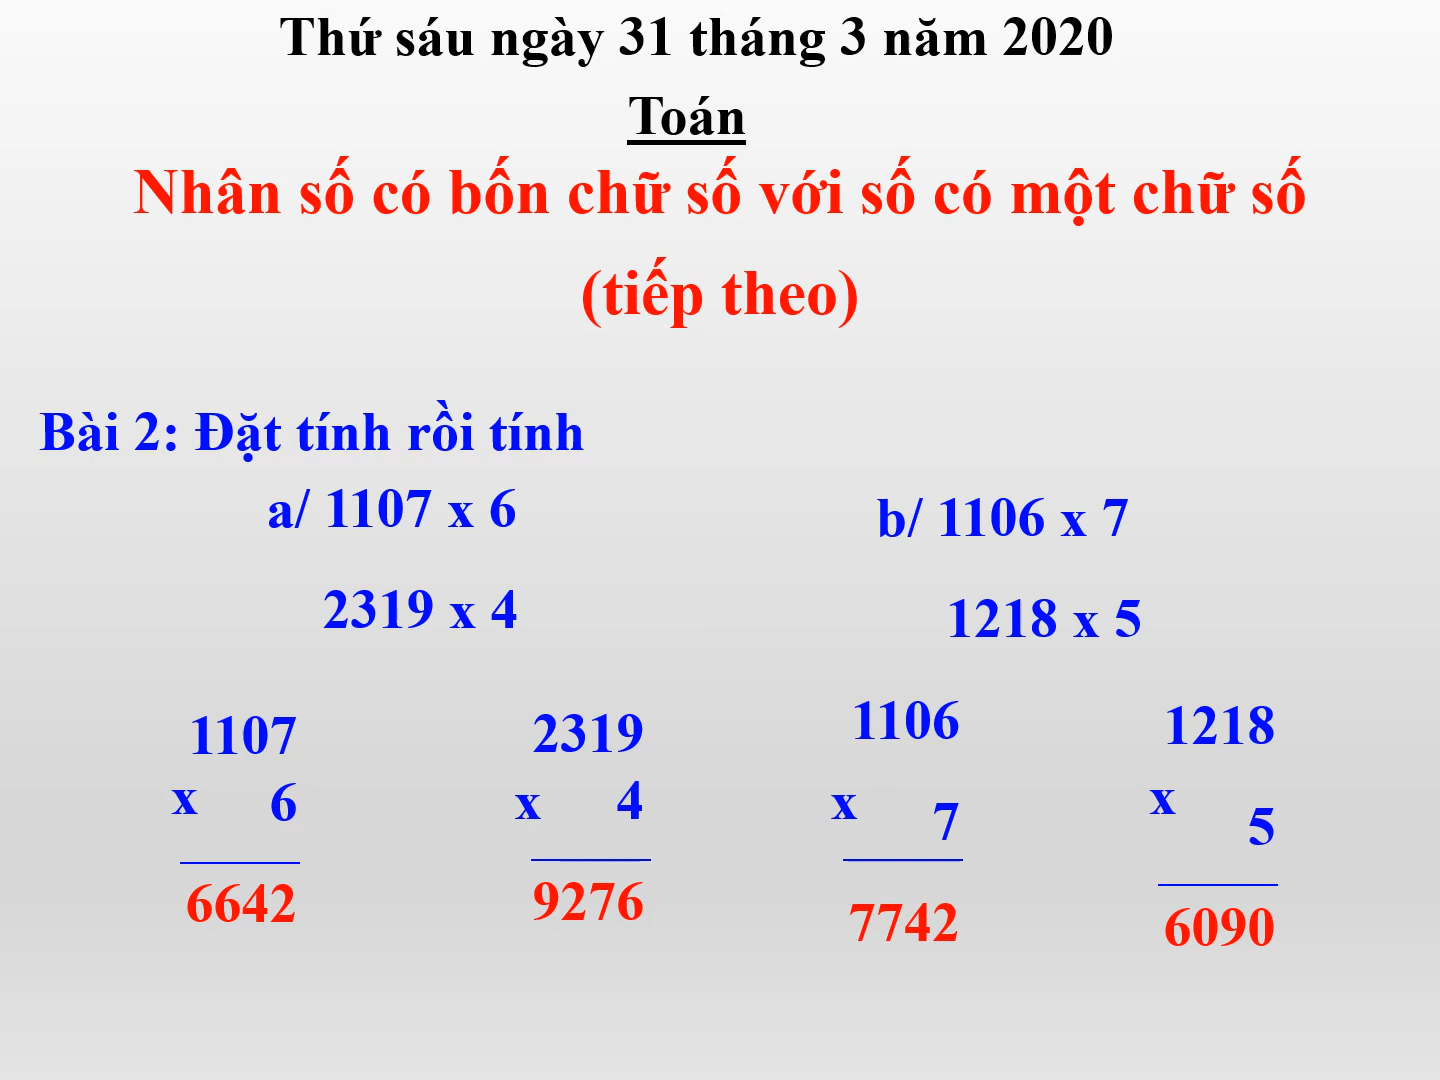 Thứ sáu ngày 31 tháng 3 năm 2020
Toán
Nhân số có bốn chữ số với số có một chữ số
(tiếp theo)
Bài 2: Đặt tính rồi tính
a/ 1107 x 6
2319 x 4
b/ 1106 x 7
1218 x 5
1107
x 6
6642
2319
x 4
9276
1106
x 7
7742
1218
x 5
6090